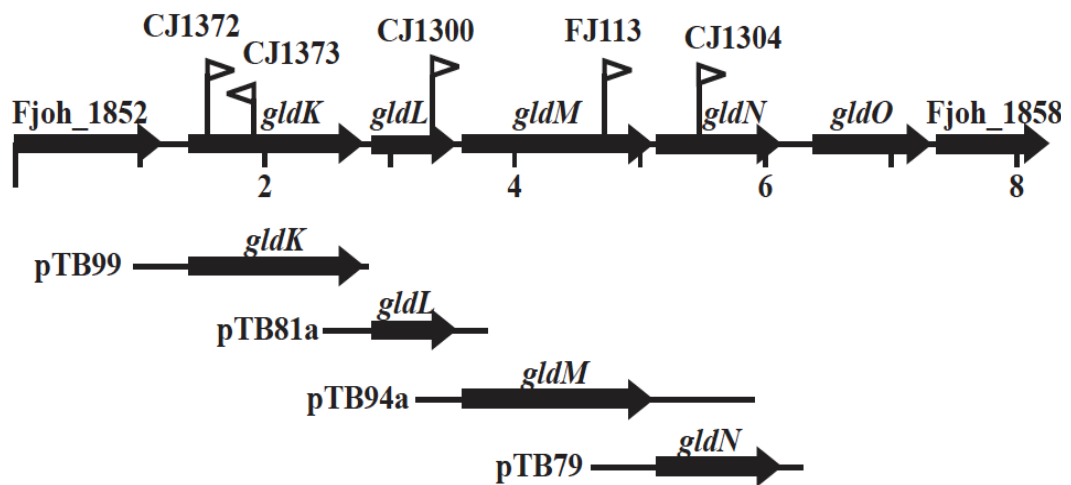 CJ1372
CJ1373
CJ1300
FJ113
CJ1304
Fjoh_1852
gldK
gldL
gldM
gldN
gldO
Fjoh_1858
2
4
6
8
gldK
pTB99
gldL
pTB81a
gldM
pTB94a
gldN
pTB79